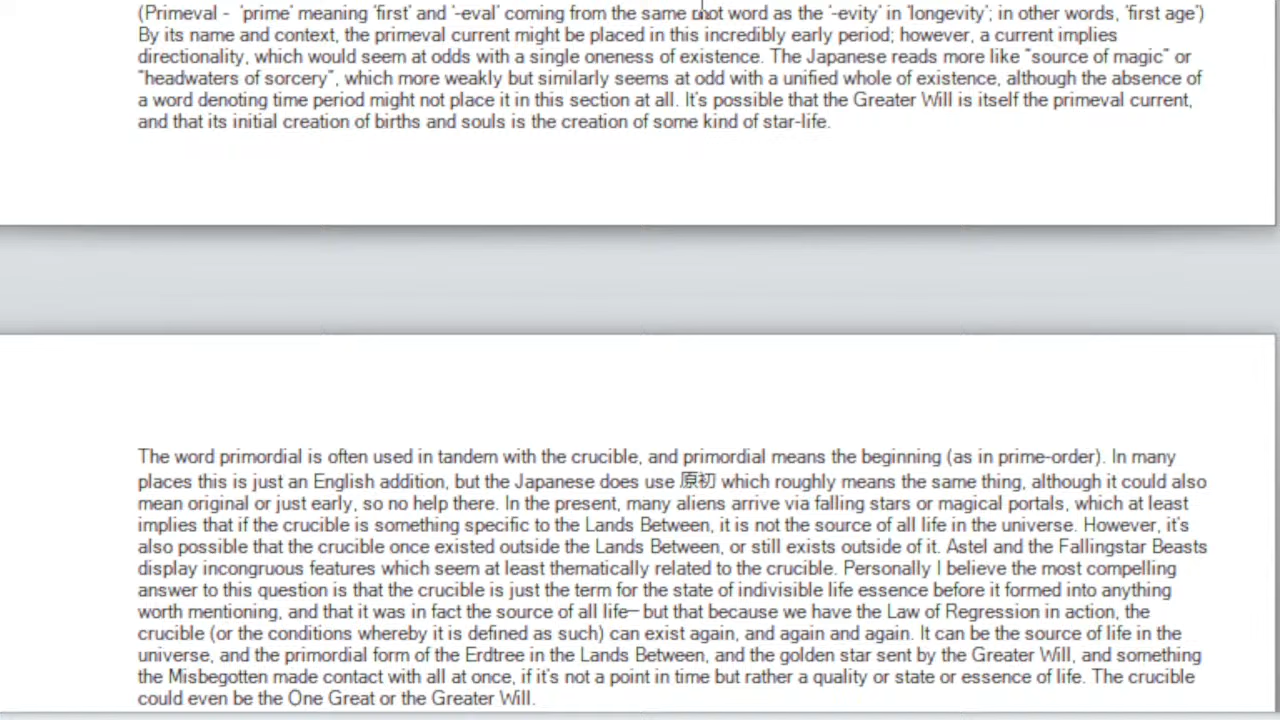 (Primeval - 'prime' meaning 'first' and '-eval' coming from the same root word as the '-evity' in 'longevity'; in other words, 'first age')
By its name and context, the primeval current might be placed in this incredibly early period; however, a current implies
directionality, which would seem at odds with a single oneness of existence. The Japanese reads more like "source of magic" or
"headwaters of sorcery", which more weakly but similarly seems at odd with a unified whole of existence, although the absence of
a word denoting time period might not place it in this section at all. It's possible that the Greater Will is itself the primeval current,
and that its initial creation of births and souls is the creation of some kind of star-life.
The word primordial is often used in tandem with the crucible, and primordial means the beginning (as in prime-order). In many
places this is just an English addition, but the Japanese does use 原初 which roughly means the same thing, although it could also
mean original or just early, so no help there. In the present, many aliens arrive via falling stars or magical portals, which at least
implies that if the crucible is something specific to the Lands Between, it is not the source of all life in the universe. However, it's
also possible that the crucible once existed outside the Lands Between, or still exists outside of it. Astel and the Fallingstar Beasts
display incongruous features which seem at least thematically related to the crucible. Personally I believe the most compelling
answer to this question is that the crucible is just the term for the state of indivisible life essence before it formed into anything
worth mentioning, and that it was in fact the source of all life—but that because we have the Law of Regression in action, the
crucible (or the conditions whereby it is defined as such) can exist again, and again and again. It can be the source of life in the
universe, and the primordial form of the Erdtree in the Lands Between, and the golden star sent by the Greater Will, and something
the Misbegotten made contact with all at once, if it's not a point in time but rather a quality or state or essence of life. The crucible
could even be the One Great or the Greater Will.